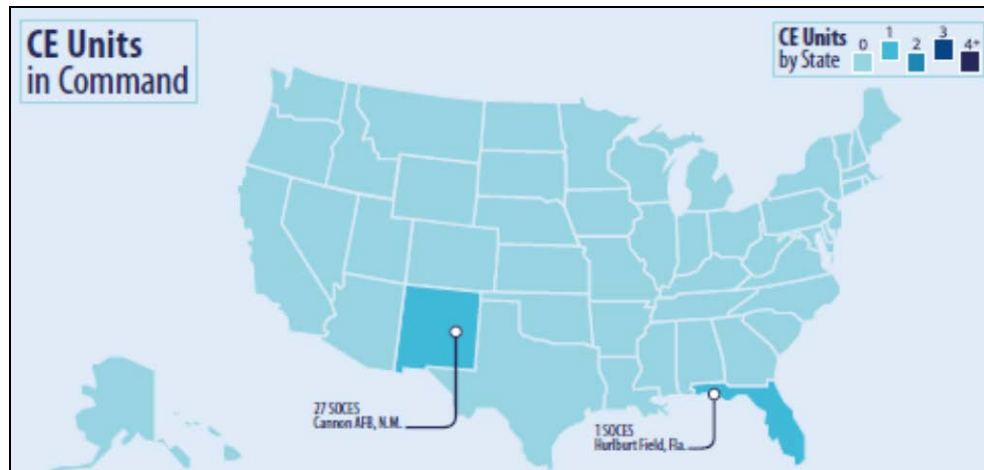 CE Units
in Command
CE Units
by State
0
1
2
3
4+
27 SOCES
Cannon AFB, N.M.
1 SOCES
Hurlburt Field, Fla.